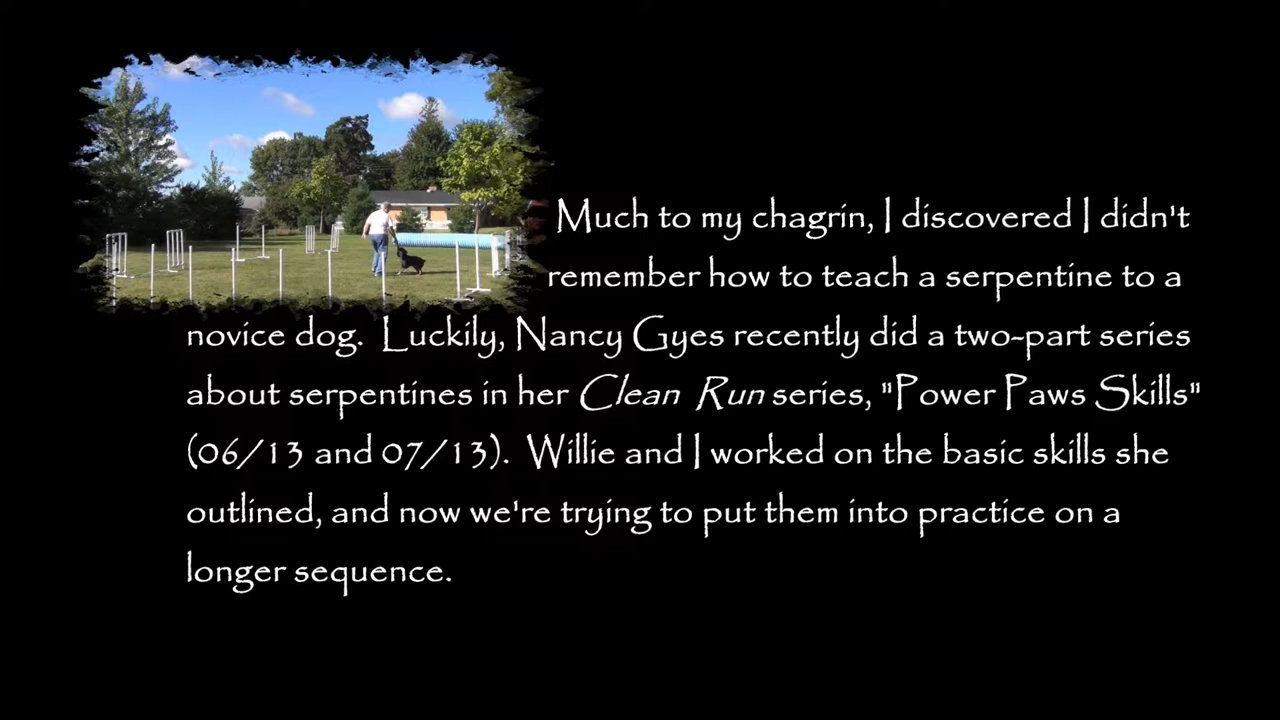 Much to my chagrin, I discovered I didn't
remember how to teach a serpentine to a
novice dog.  Luckily, Nancy Gyes recently did a two-part series
about serpentines in her Clean Run series, "Power Paws Skills"
(06/13 and 07/13).  Willie and I worked on the basic skills she
outlined, and now we're trying to put them into practice on a
longer sequence.